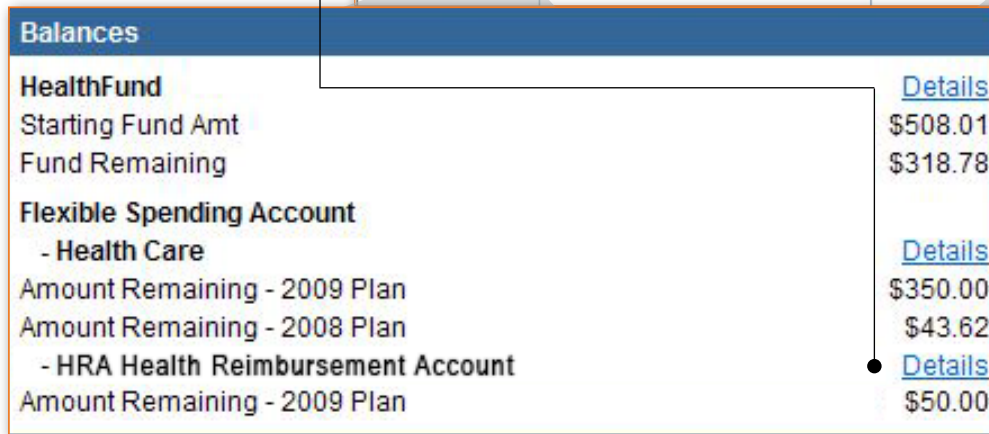 Balances
HealthFund Details
Starting Fund Amt $508.01
Fund Remaining $318.78
Flexible Spending Account
- Health Care Details
Amount Remaining - 2009 Plan $350.00
Amount Remaining - 2008 Plan $43.62
- HRA Health Reimbursement Account Details
Amount Remaining - 2009 Plan $50.00